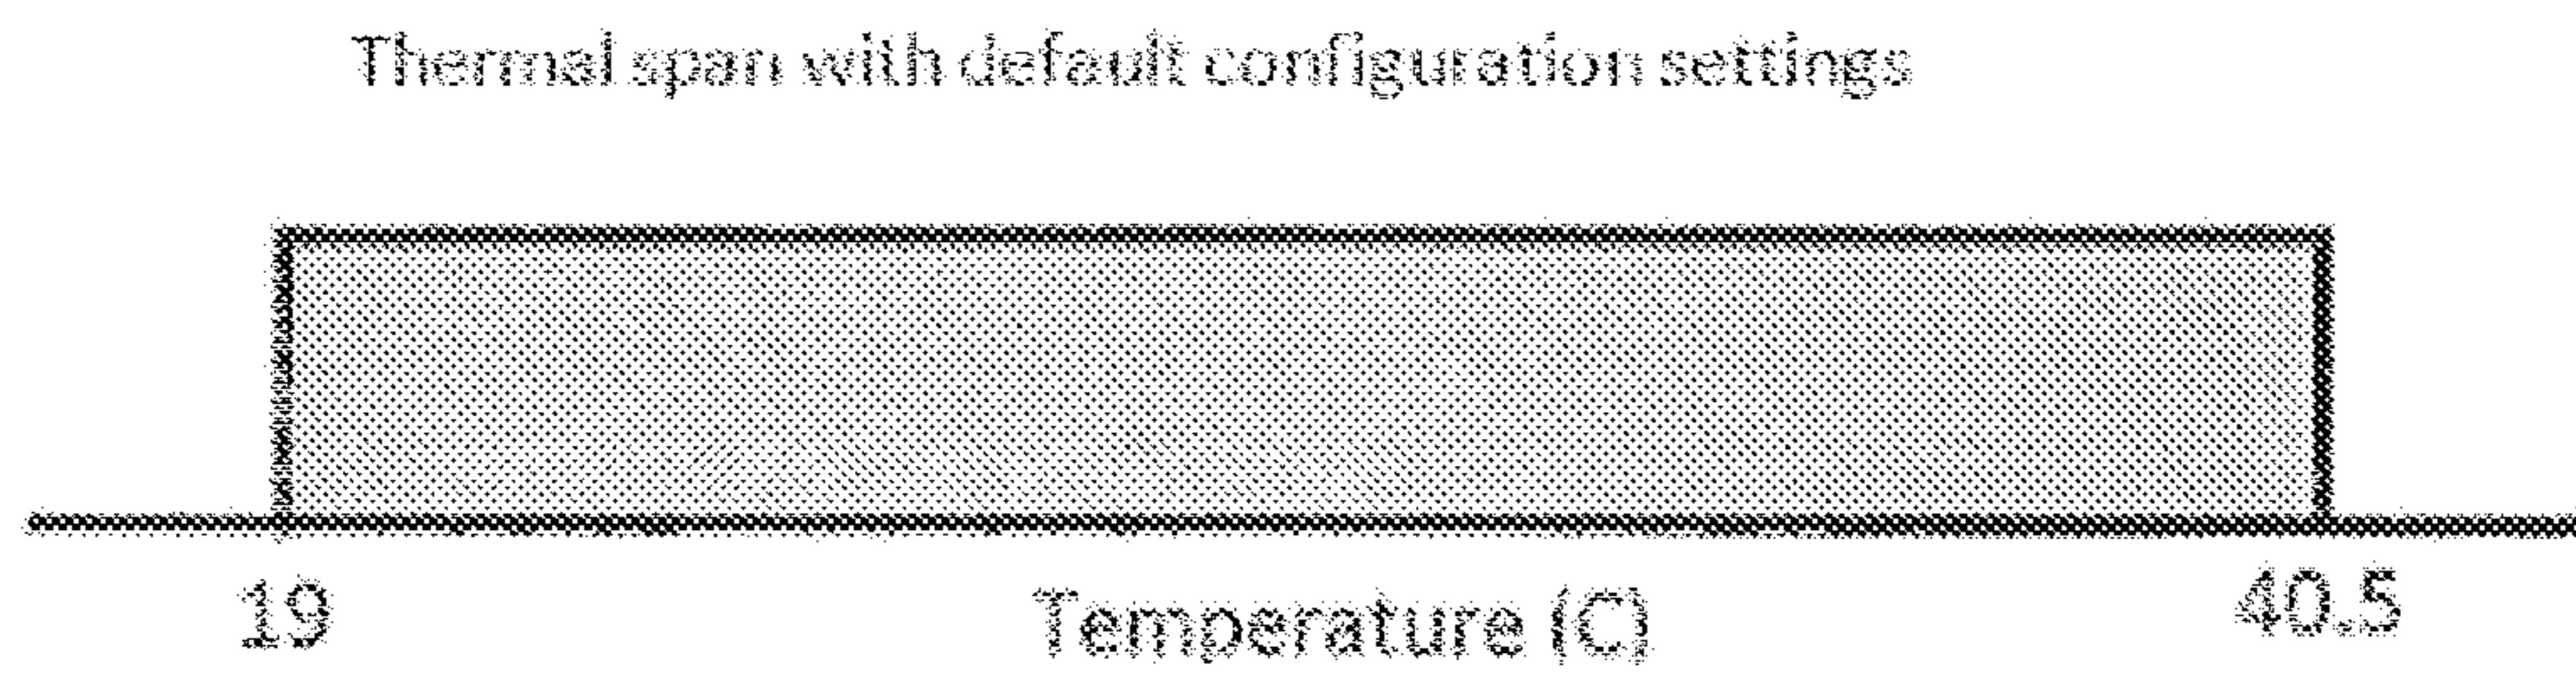 Thermal span with default configuration settings
19 Temperature (C) 40.5